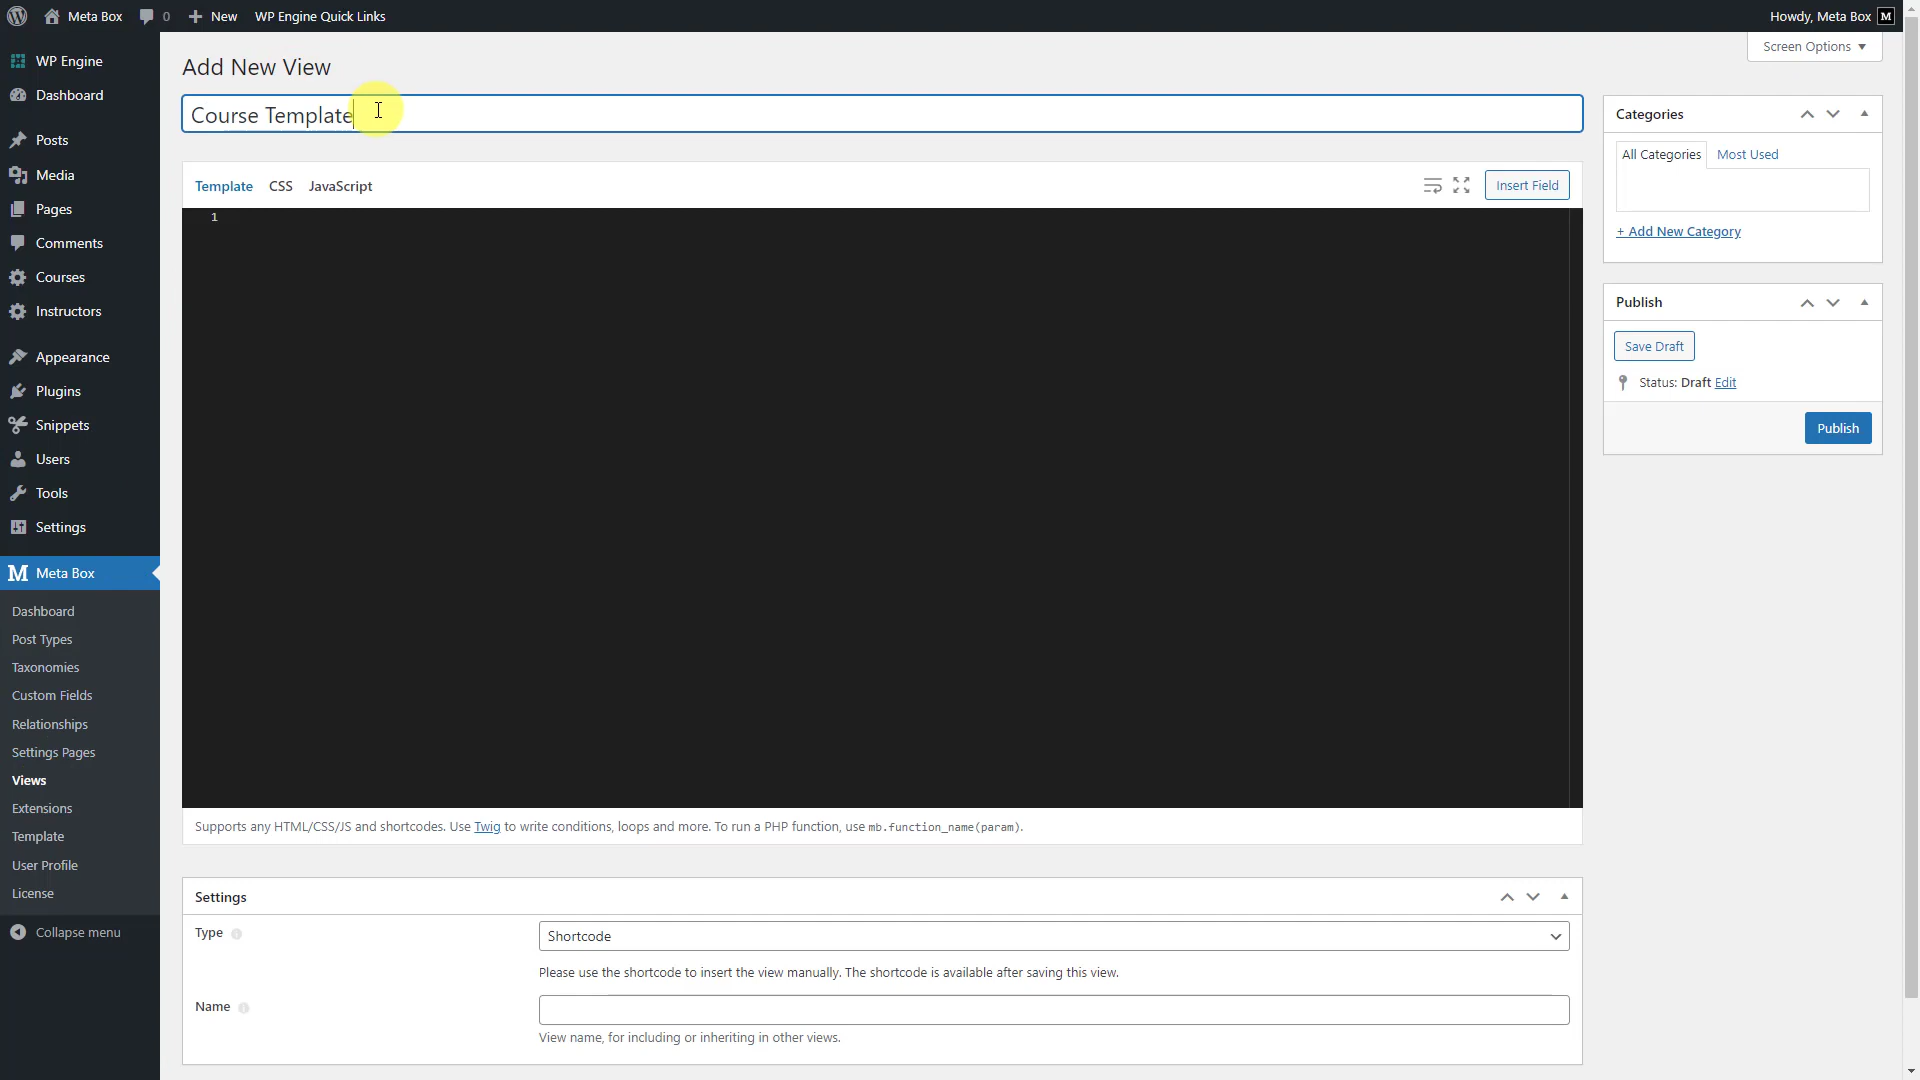 Meta Box
0
New
WP Engine Quick Links
Howdy, Meta Box
M
WP Engine
Dashboard
Posts
Media
Pages
Comments
Courses
Instructors
Appearance
Plugins
Snippets
Users
Tools
Settings
M Meta Box
Dashboard
Post Types
Taxonomies
Custom Fields
Relationships
Settings Pages
Views
Extensions
Template
User Profile
License
Collapse menu
Screen Options
Add New View
Course Template
Template CSS JavaScript
Insert Field
1
Supports any HTML/CSS/JS and shortcodes. Use Twig to write conditions, loops and more. To run a PHP function, use mb.function_name(param).
Settings
Type
Shortcode
Please use the shortcode to insert the view manually. The shortcode is available after saving this view.
Name
View name, for including or inheriting in other views.
Categories
All Categories Most Used
+ Add New Category
Publish
Save Draft
Status: Draft Edit
Publish